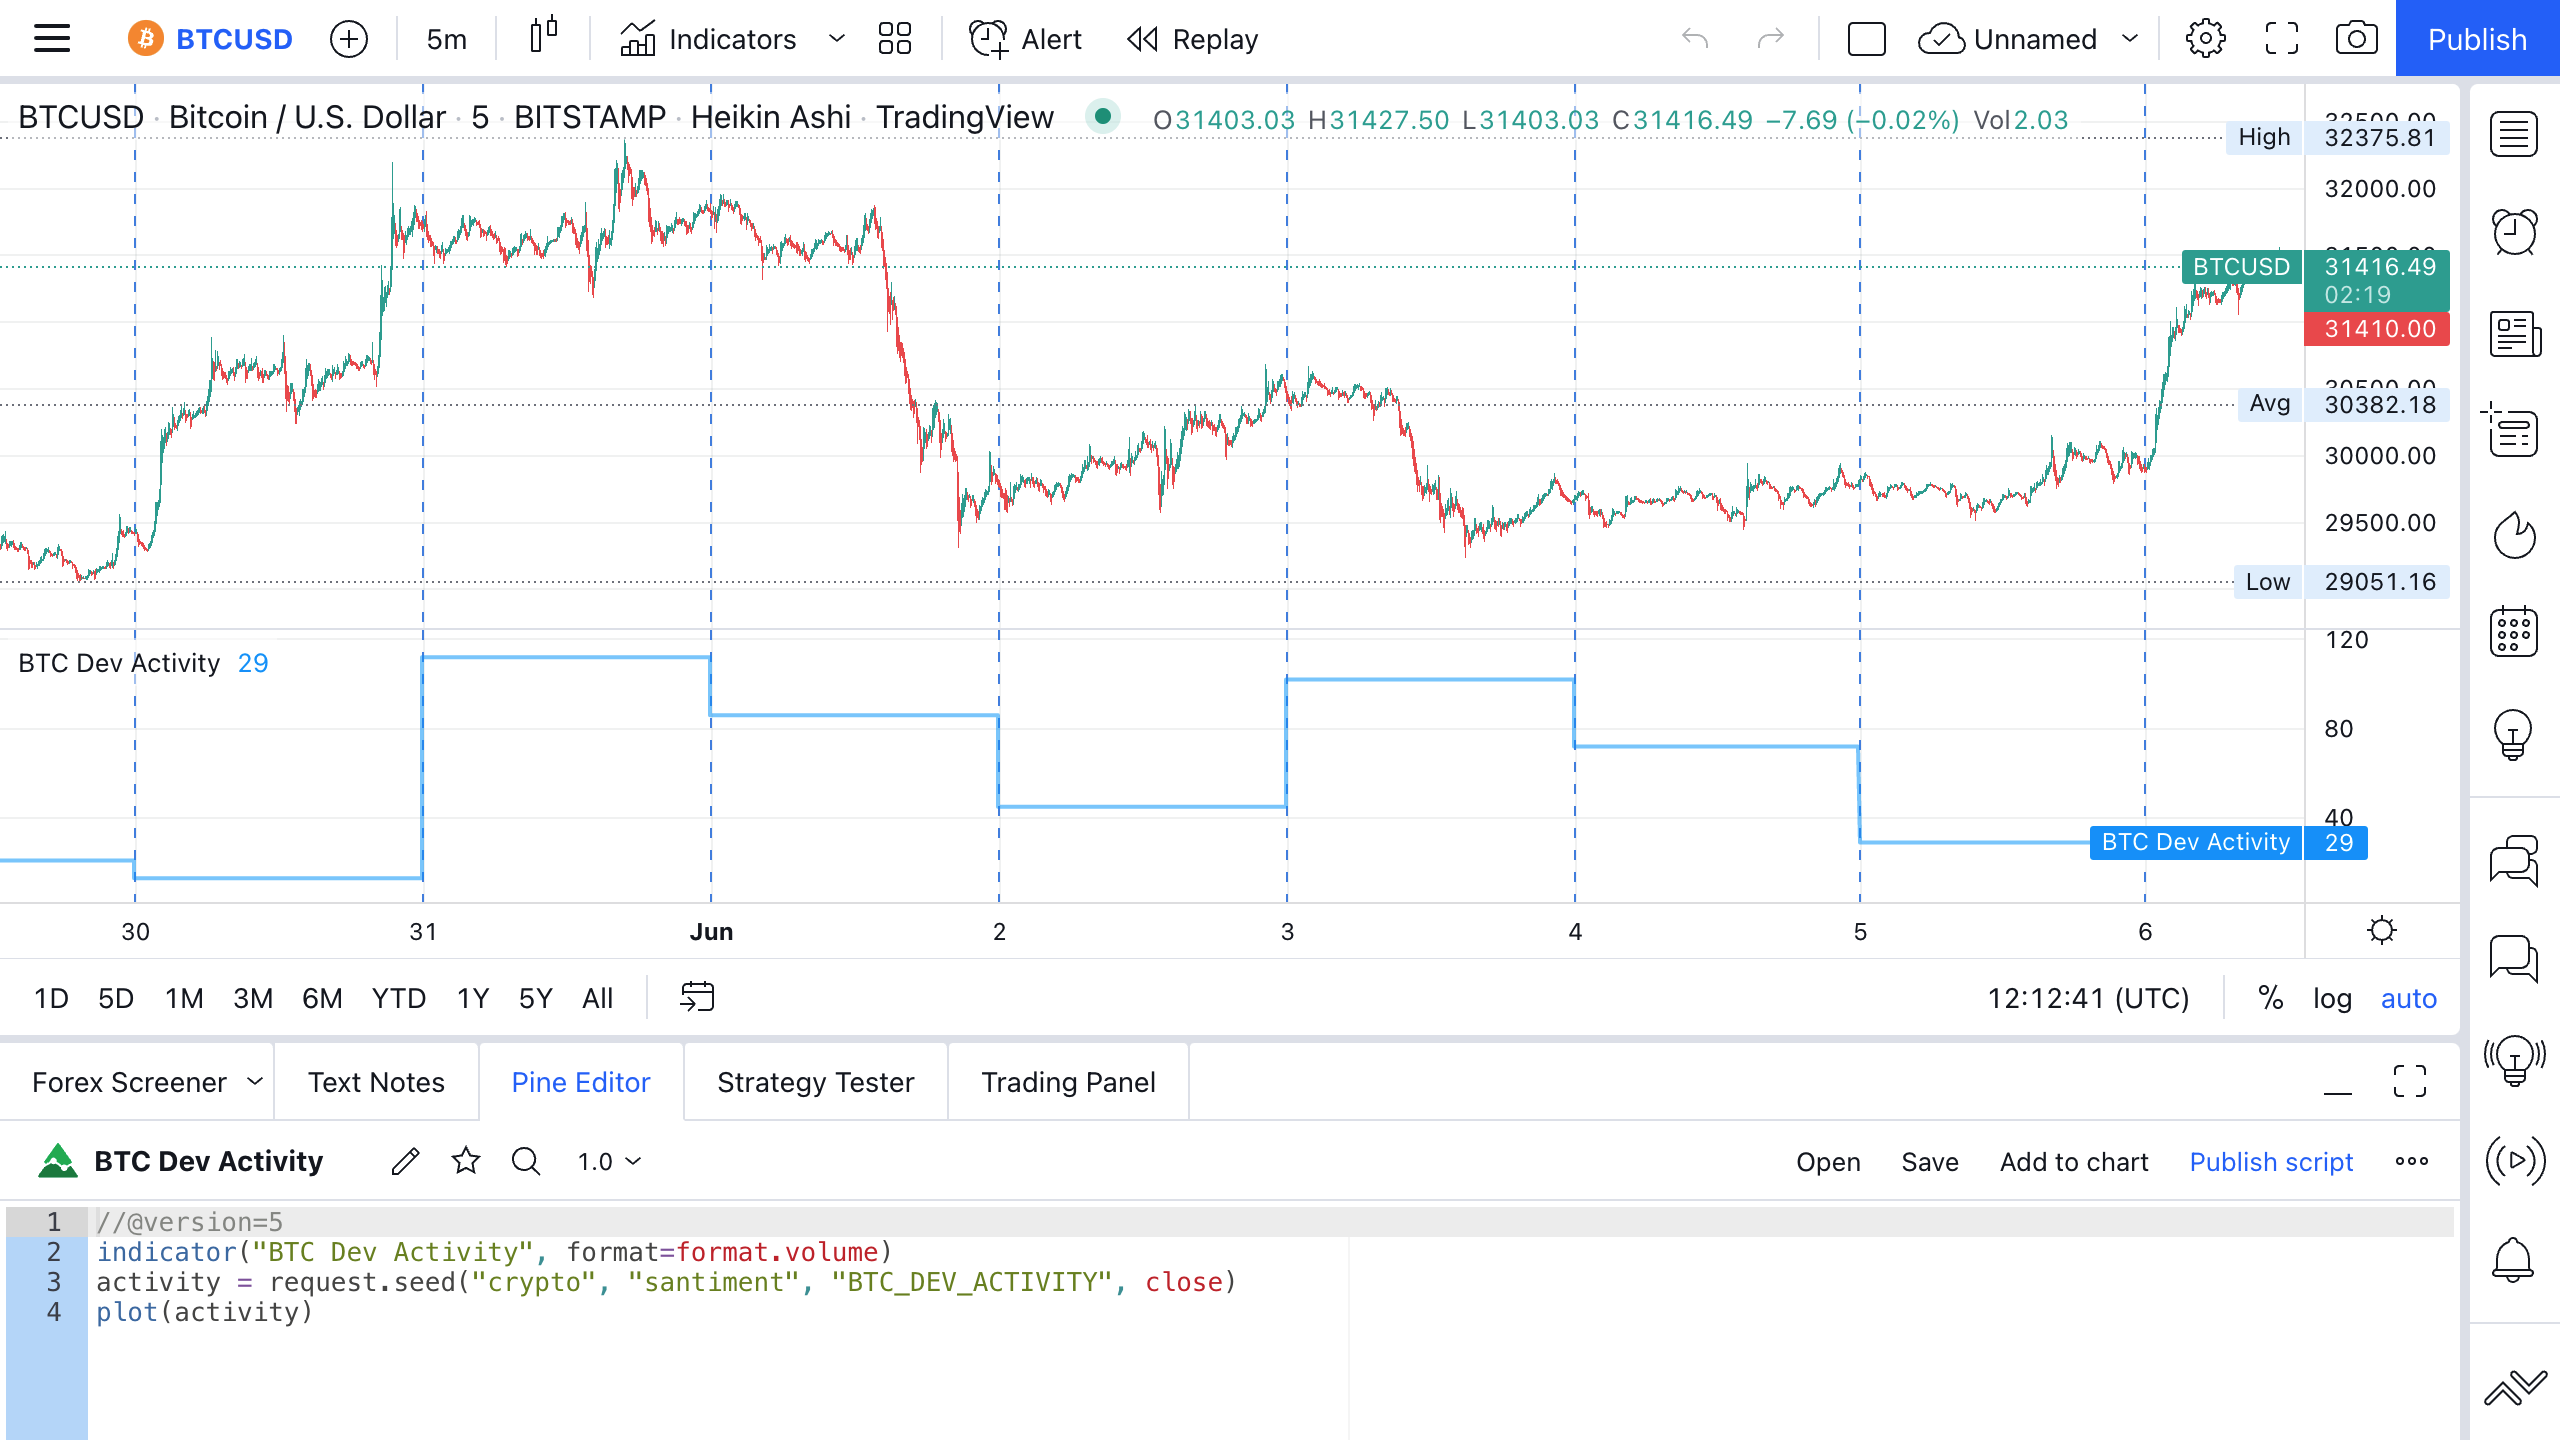 BTCUSD 5m Indicators Alert Replay Unnamed Publish
BTCUSD · Bitcoin / U.S. Dollar · 5 · BITSTAMP · Heikin Ashi · TradingView O31403.03 H31427.50 L31403.03 C31416.49 −7.69 (−0.02%) Vol2.03
High 32375.81
32000.00
BTCUSD 31416.49
02:19
31410.00
30500.00
Avg 30382.18
30000.00
29500.00
Low 29051.16
120
BTC Dev Activity 29
80
40
BTC Dev Activity 29
30 31 Jun 2 3 4 5 6
1D 5D 1M 3M 6M YTD 1Y 5Y All 12:12:41 (UTC) % log auto
Forex Screener Text Notes Pine Editor Strategy Tester Trading Panel
BTC Dev Activity 1.0 Open Save Add to chart Publish script
1 //@version=5
2 indicator("BTC Dev Activity", format=format.volume)
3 activity = request.seed("crypto", "santiment", "BTC_DEV_ACTIVITY", close)
4 plot(activity)